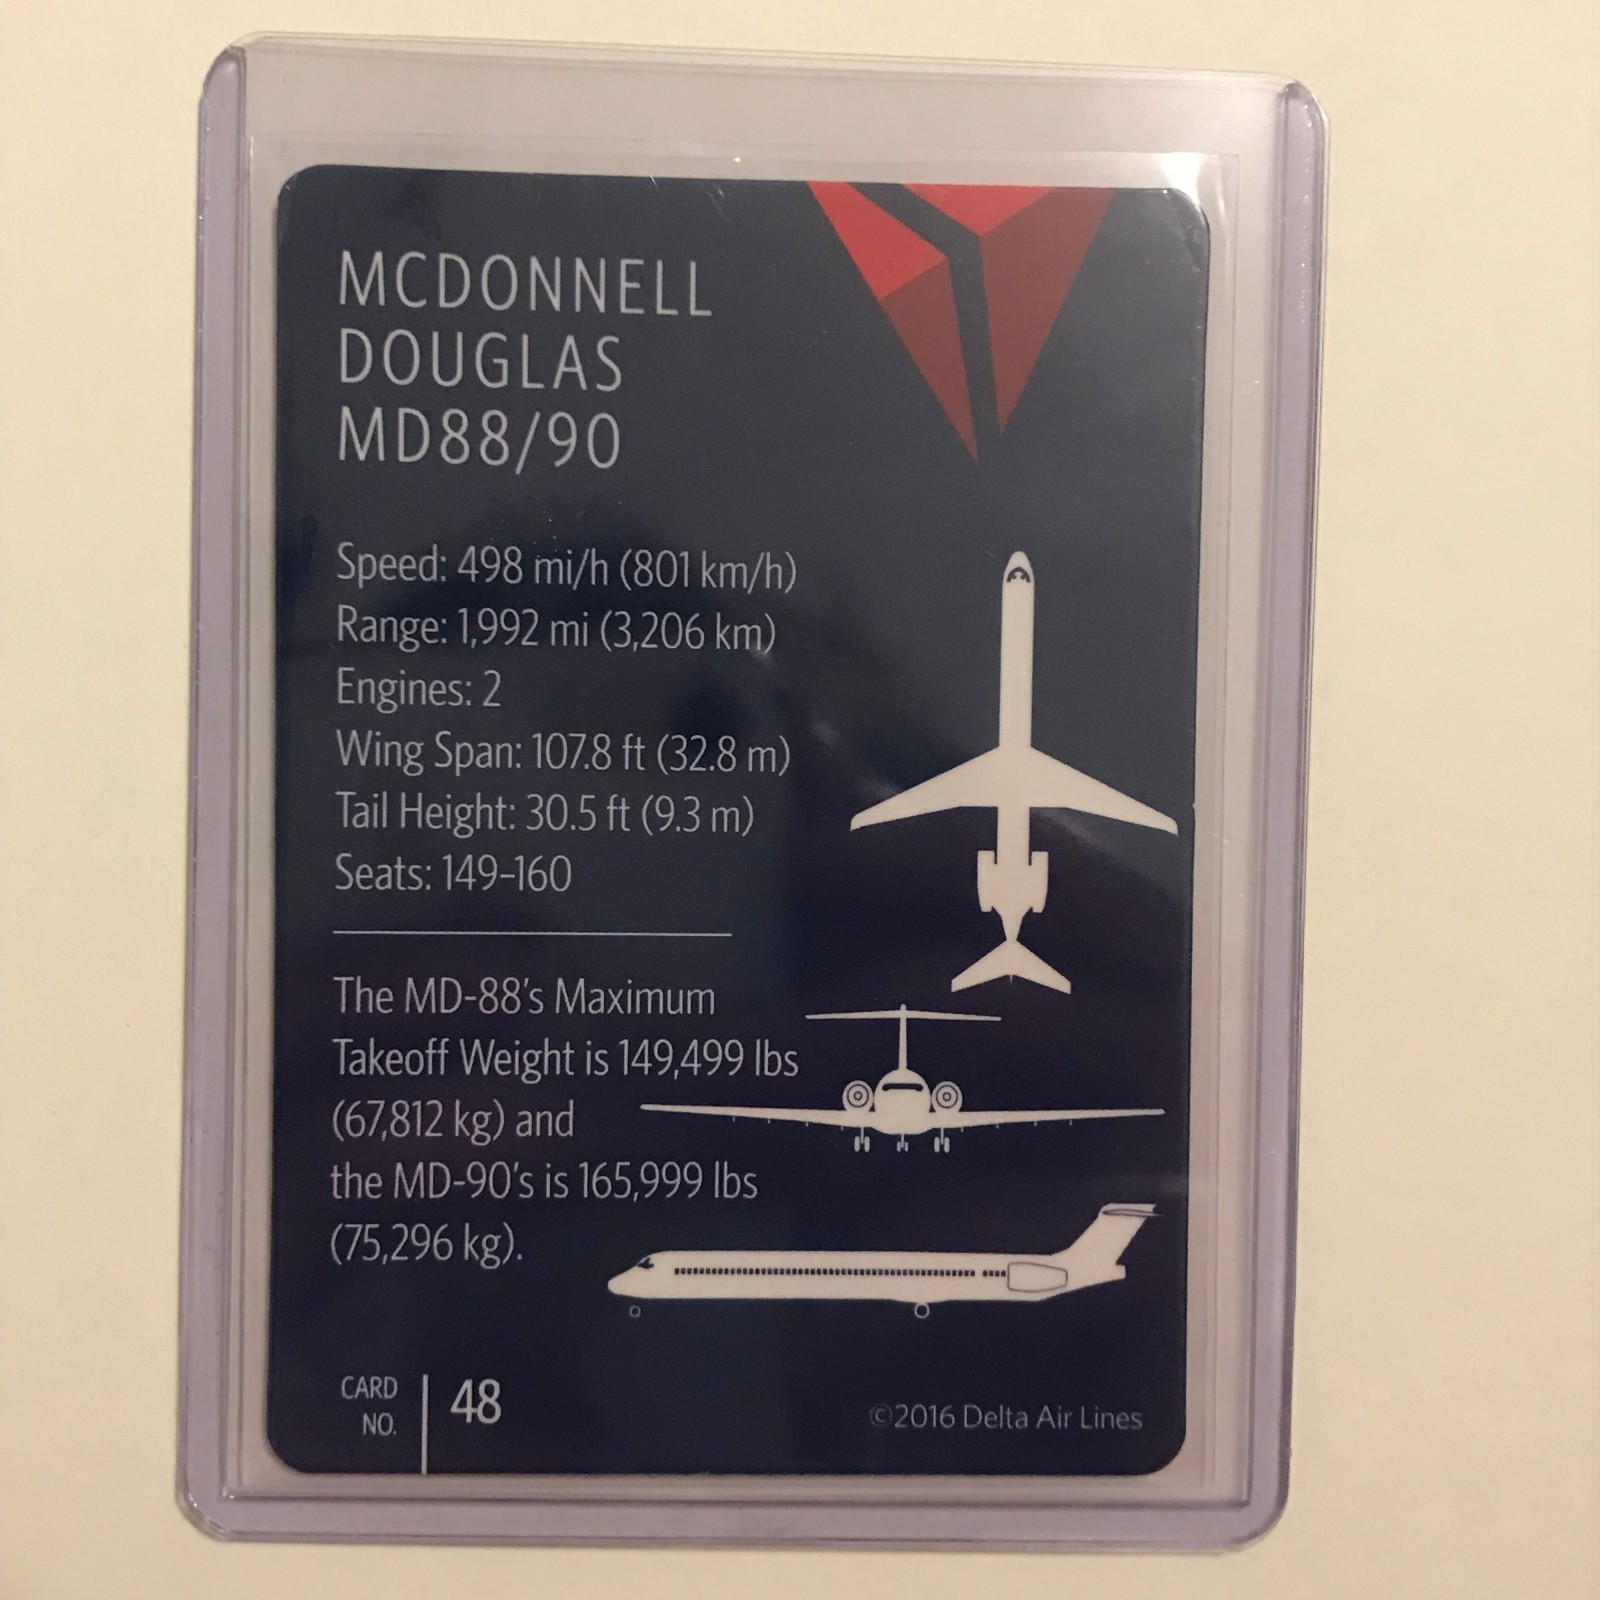 MCDONNELL
DOUGLAS
MD88/90
Speed: 498 mi/h (801 km/h)
Range: 1,992 mi (3,206 km)
Engines: 2
Wing Span: 107.8 ft (32.8 m)
Tail Height: 30.5 ft (9.3 m)
Seats: 149-160
The MD-88's Maximum
Takeoff Weight is 149,499 lbs
(67,812 kg) and
the MD-90's is 165,999 lbs
(75,296 kg).
CARD
NO.
48
©2016 Delta Air Lines